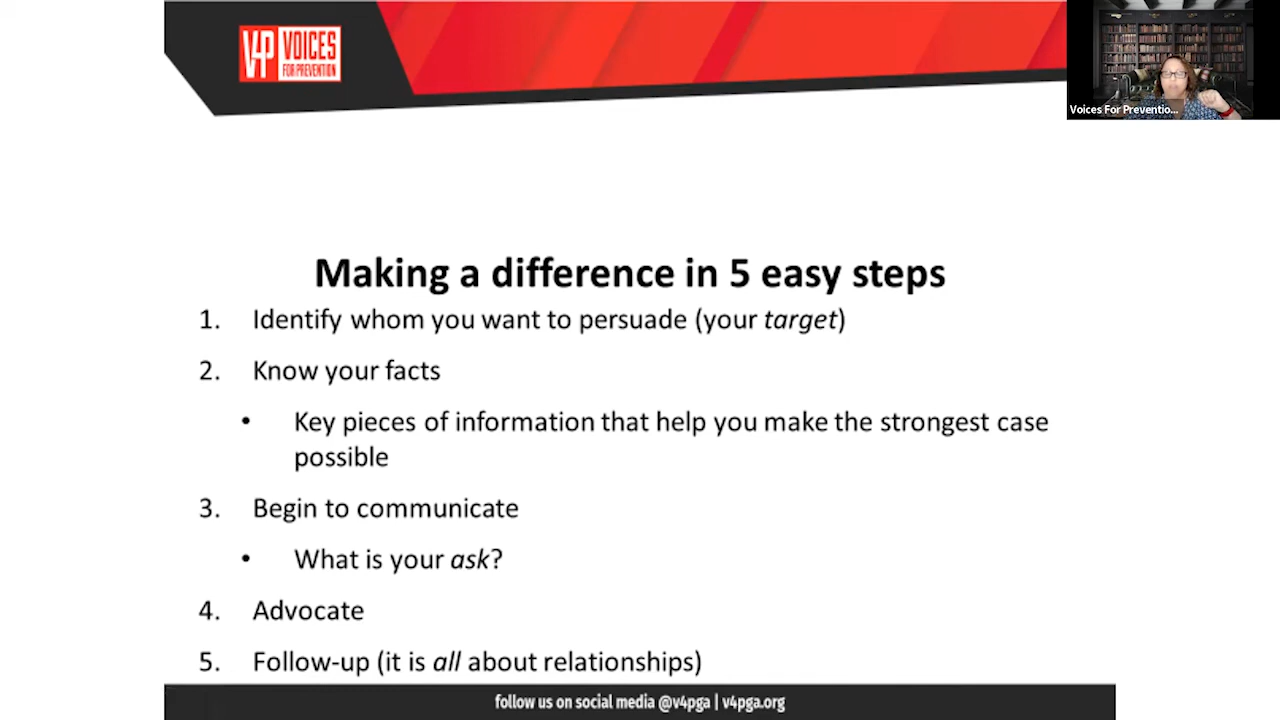 V4P VOICES
FOR PREVENTION
Voices For Preventio...
Making a difference in 5 easy steps
1. Identify whom you want to persuade (your target)
2. Know your facts
• Key pieces of information that help you make the strongest case
possible
3. Begin to communicate
• What is your ask?
4. Advocate
5. Follow-up (it is all about relationships)
follow us on social media @v4pga | v4pga.org